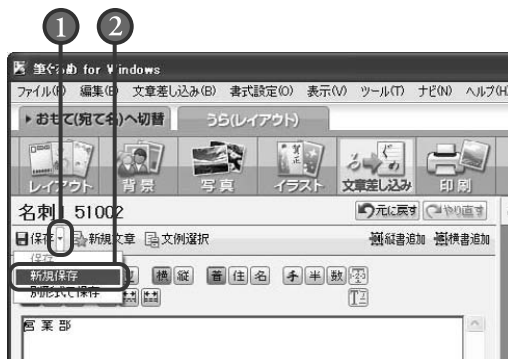 1 2
筆ぐるめ for Windows
ファイル(F) 編集(E) 文章差し込み(B) 書式設定(O) 表示(V) ツール(T) ナビ(N) ヘルプ(H
▶おもて(宛て名)へ切替 うら(レイアウト)
レイアウト 背景 写真 イラスト 文章差し込み 印刷
名刺1 51002 元に戻す やり直す
保存 新規文章 文例選択 縦書追加 横書追加
保存
新規保存 横 縦 着 住 名 多 半 数
別形式で保存
営業部